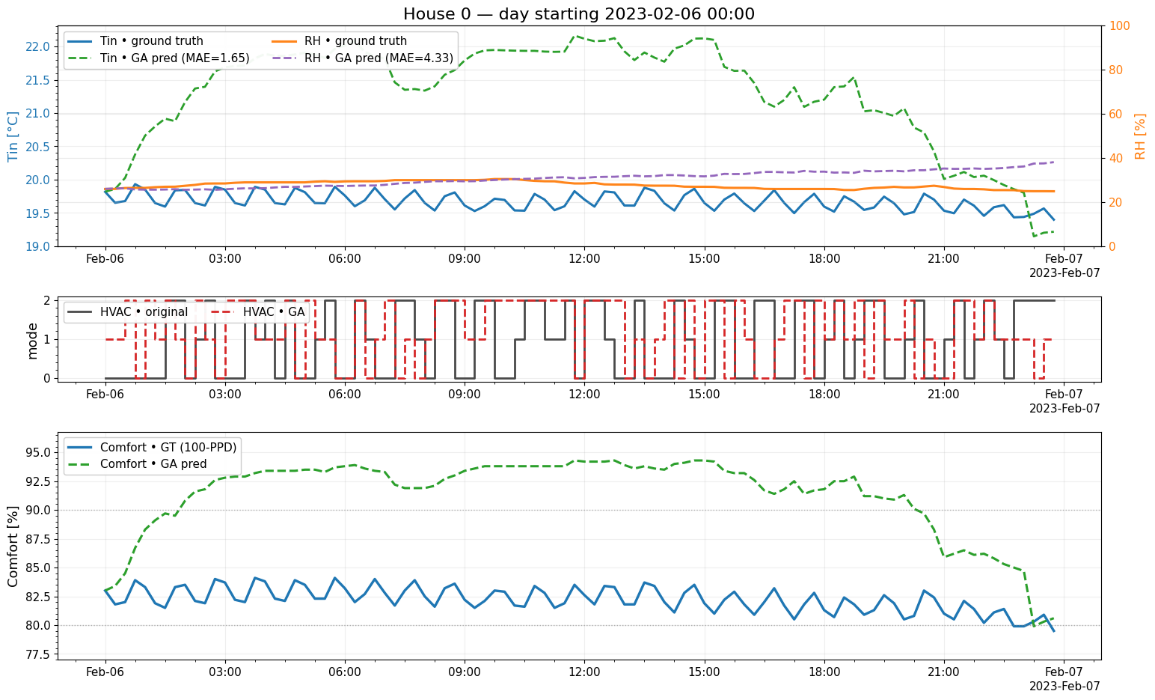 House 0 — day starting 2023-02-06 00:00
Tin • ground truth
Tin • GA pred (MAE=1.65)
RH • ground truth
RH • GA pred (MAE=4.33)
Tin [°C]
22.0
21.5
21.0
20.5
20.0
19.5
19.0
RH [%]
100
80
60
40
20
0
Feb-06 03:00 06:00 09:00 12:00 15:00 18:00 21:00 Feb-07
2023-Feb-07
HVAC • original HVAC • GA
mode
2
1
0
Feb-06 03:00 06:00 09:00 12:00 15:00 18:00 21:00 Feb-07
2023-Feb-07
Comfort • GT (100-PPD)
Comfort • GA pred
Comfort [%]
95.0
92.5
90.0
87.5
85.0
82.5
80.0
77.5
Feb-06 03:00 06:00 09:00 12:00 15:00 18:00 21:00 Feb-07
2023-Feb-07